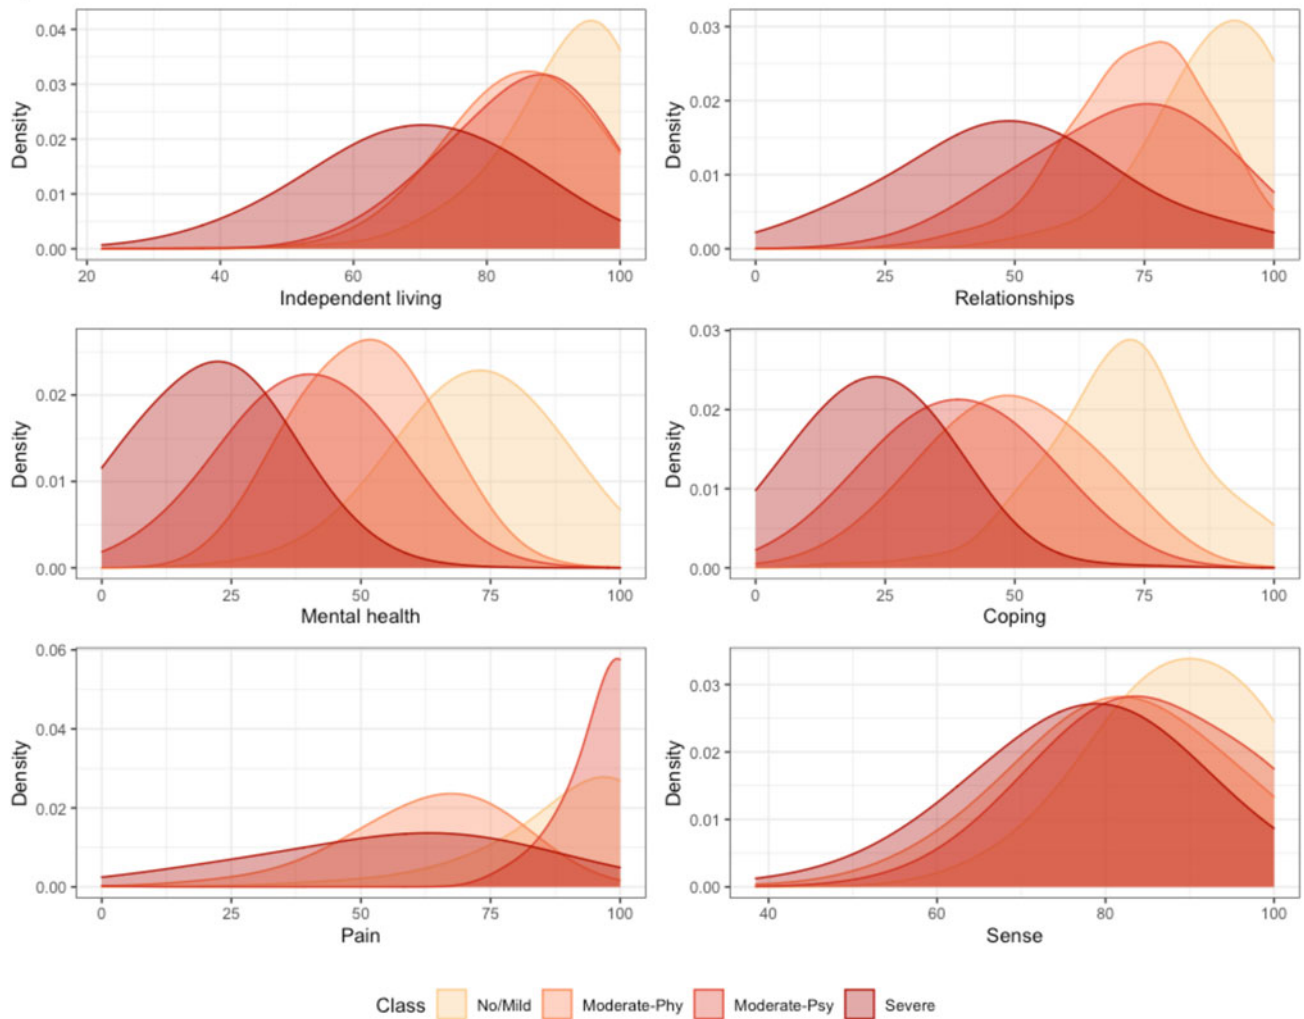 Density
0.04
0.03
0.02
0.01
0.00
20 40 60 80 100
Independent living
Density
0.03
0.02
0.01
0.00
0 25 50 75 100
Relationships
Density
0.02
0.01
0.00
0 25 50 75 100
Mental health
Density
0.03
0.02
0.01
0.00
0 25 50 75 100
Coping
Density
0.06
0.04
0.02
0.00
0 25 50 75 100
Pain
Density
0.03
0.02
0.01
0.00
40 60 80 100
Sense
Class No/Mild Moderate-Phy Moderate-Psy Severe